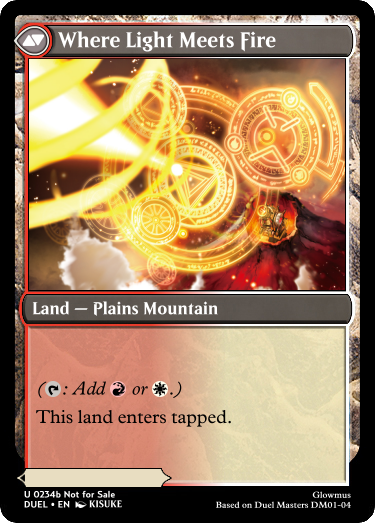 Where Light Meets Fire
Land — Plains Mountain
(: Add or .)
This land enters tapped.
U 0234b Not for Sale
DUEL • EN KISUKE
Glowmus
Based on Duel Masters DM01-04